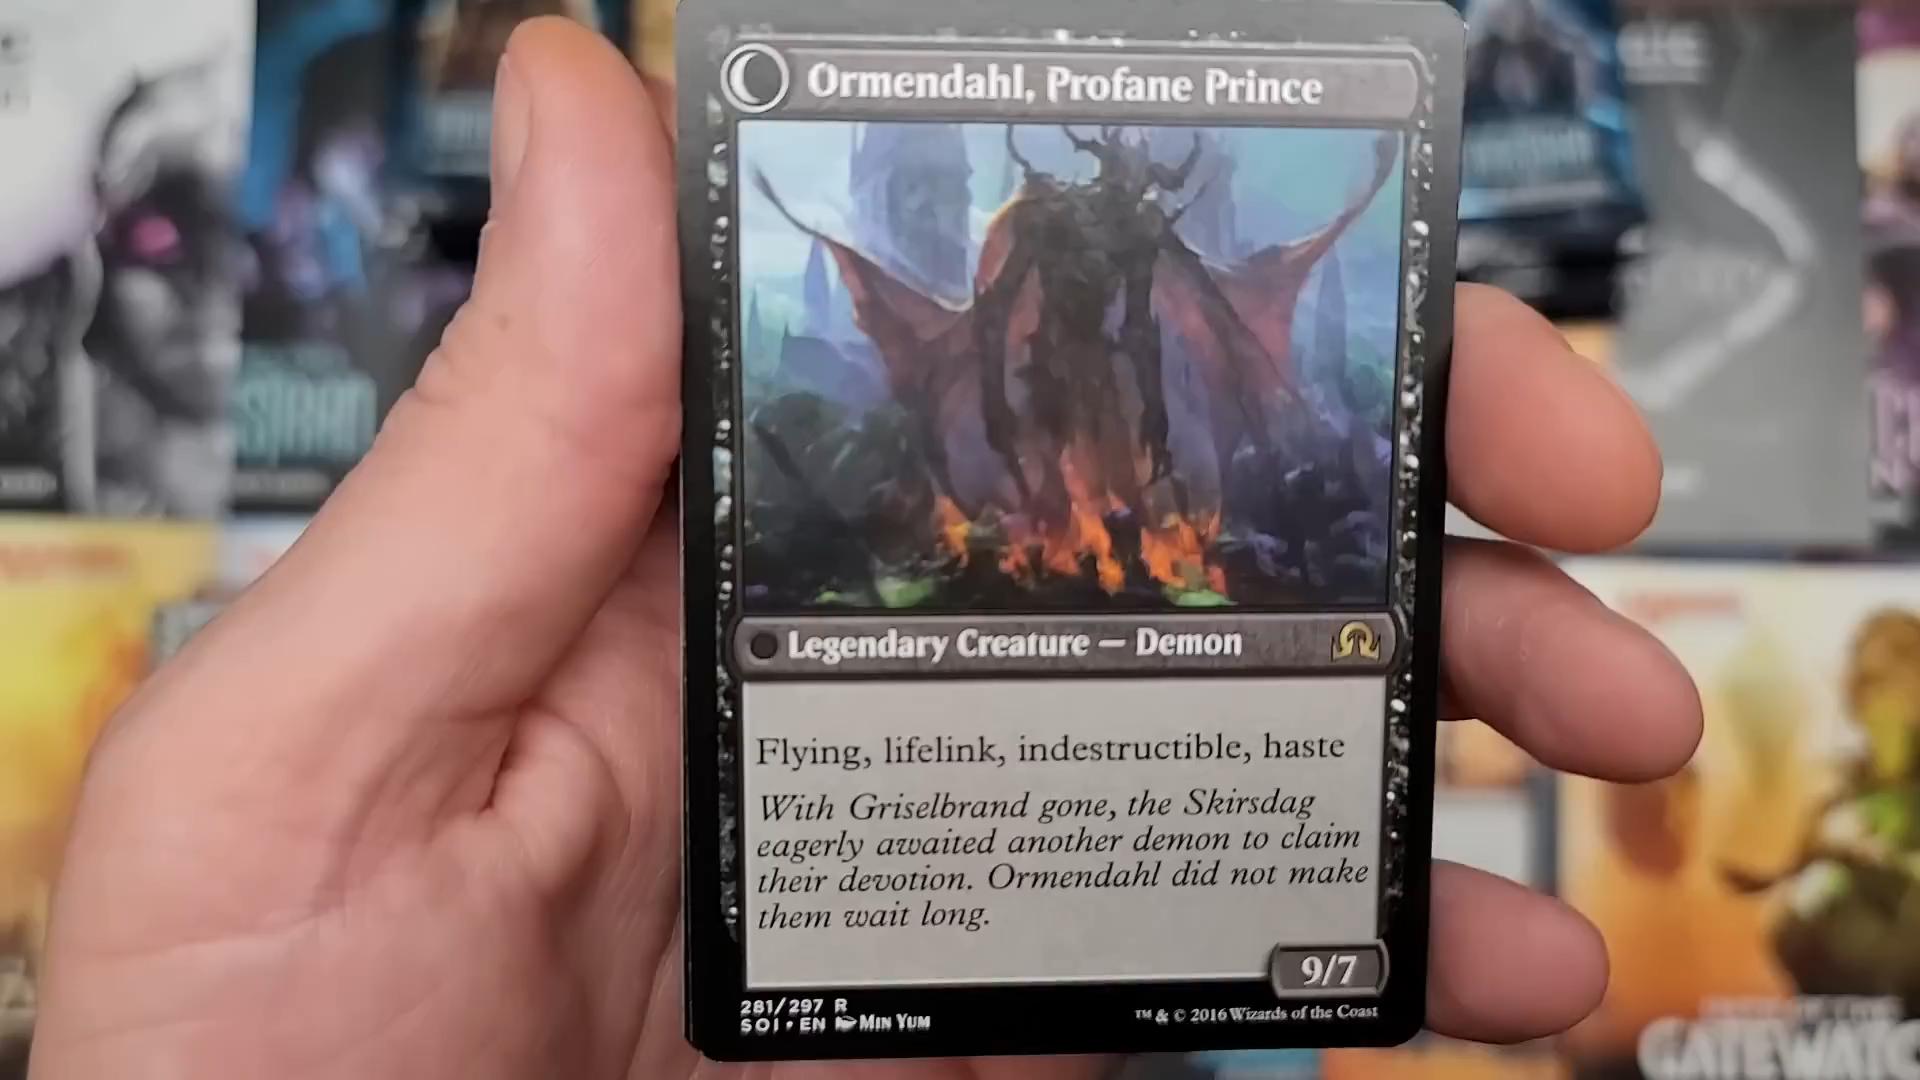 Ormendahl, Profane Prince
Legendary Creature — Demon
Flying, lifelink, indestructible, haste
With Griselbrand gone, the Skirsdag
eagerly awaited another demon to claim
their devotion. Ormendahl did not make
them wait long.
9/7
281/297 R
SOI • EN Min Yum
™ & © 2016 Wizards of the Coast
GATEWATC